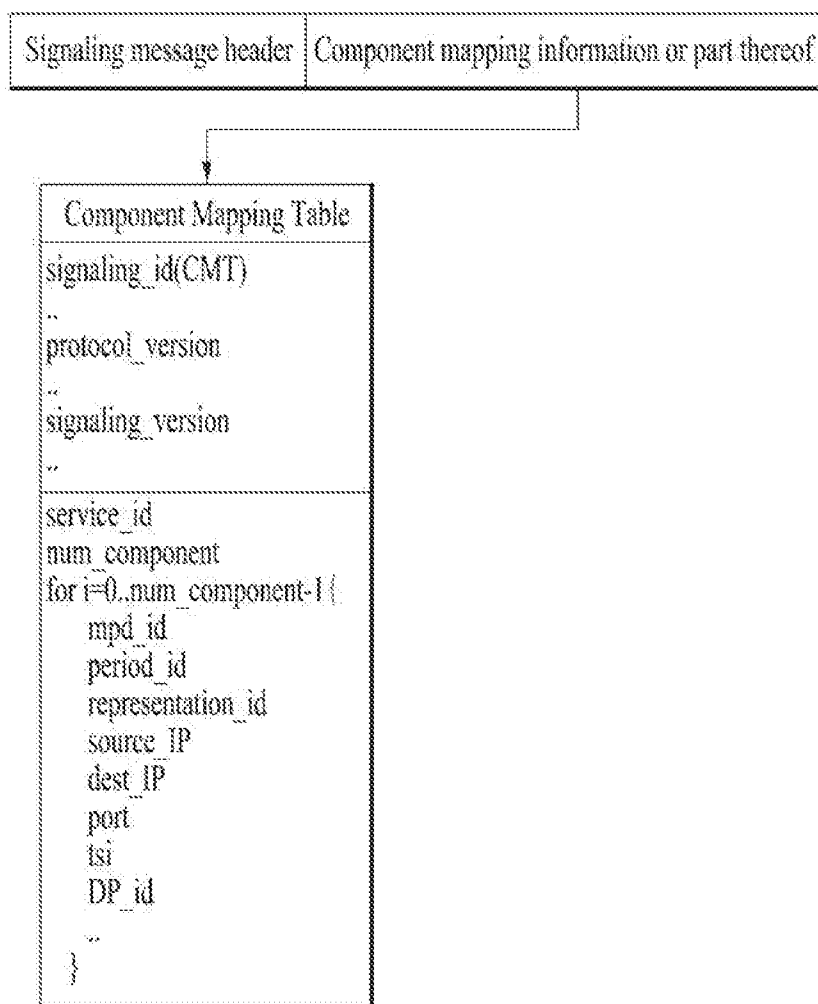 Signaling message header Component mapping information or part thereof
Component Mapping Table
signaling_id(CMT)
..
protocol_version
..
signaling_version
..
service_id
num_component
for i=0..num_component-1{
mpd_id
period_id
representation_id
source_IP
dest_IP
port
tsi
DP_id
..
}